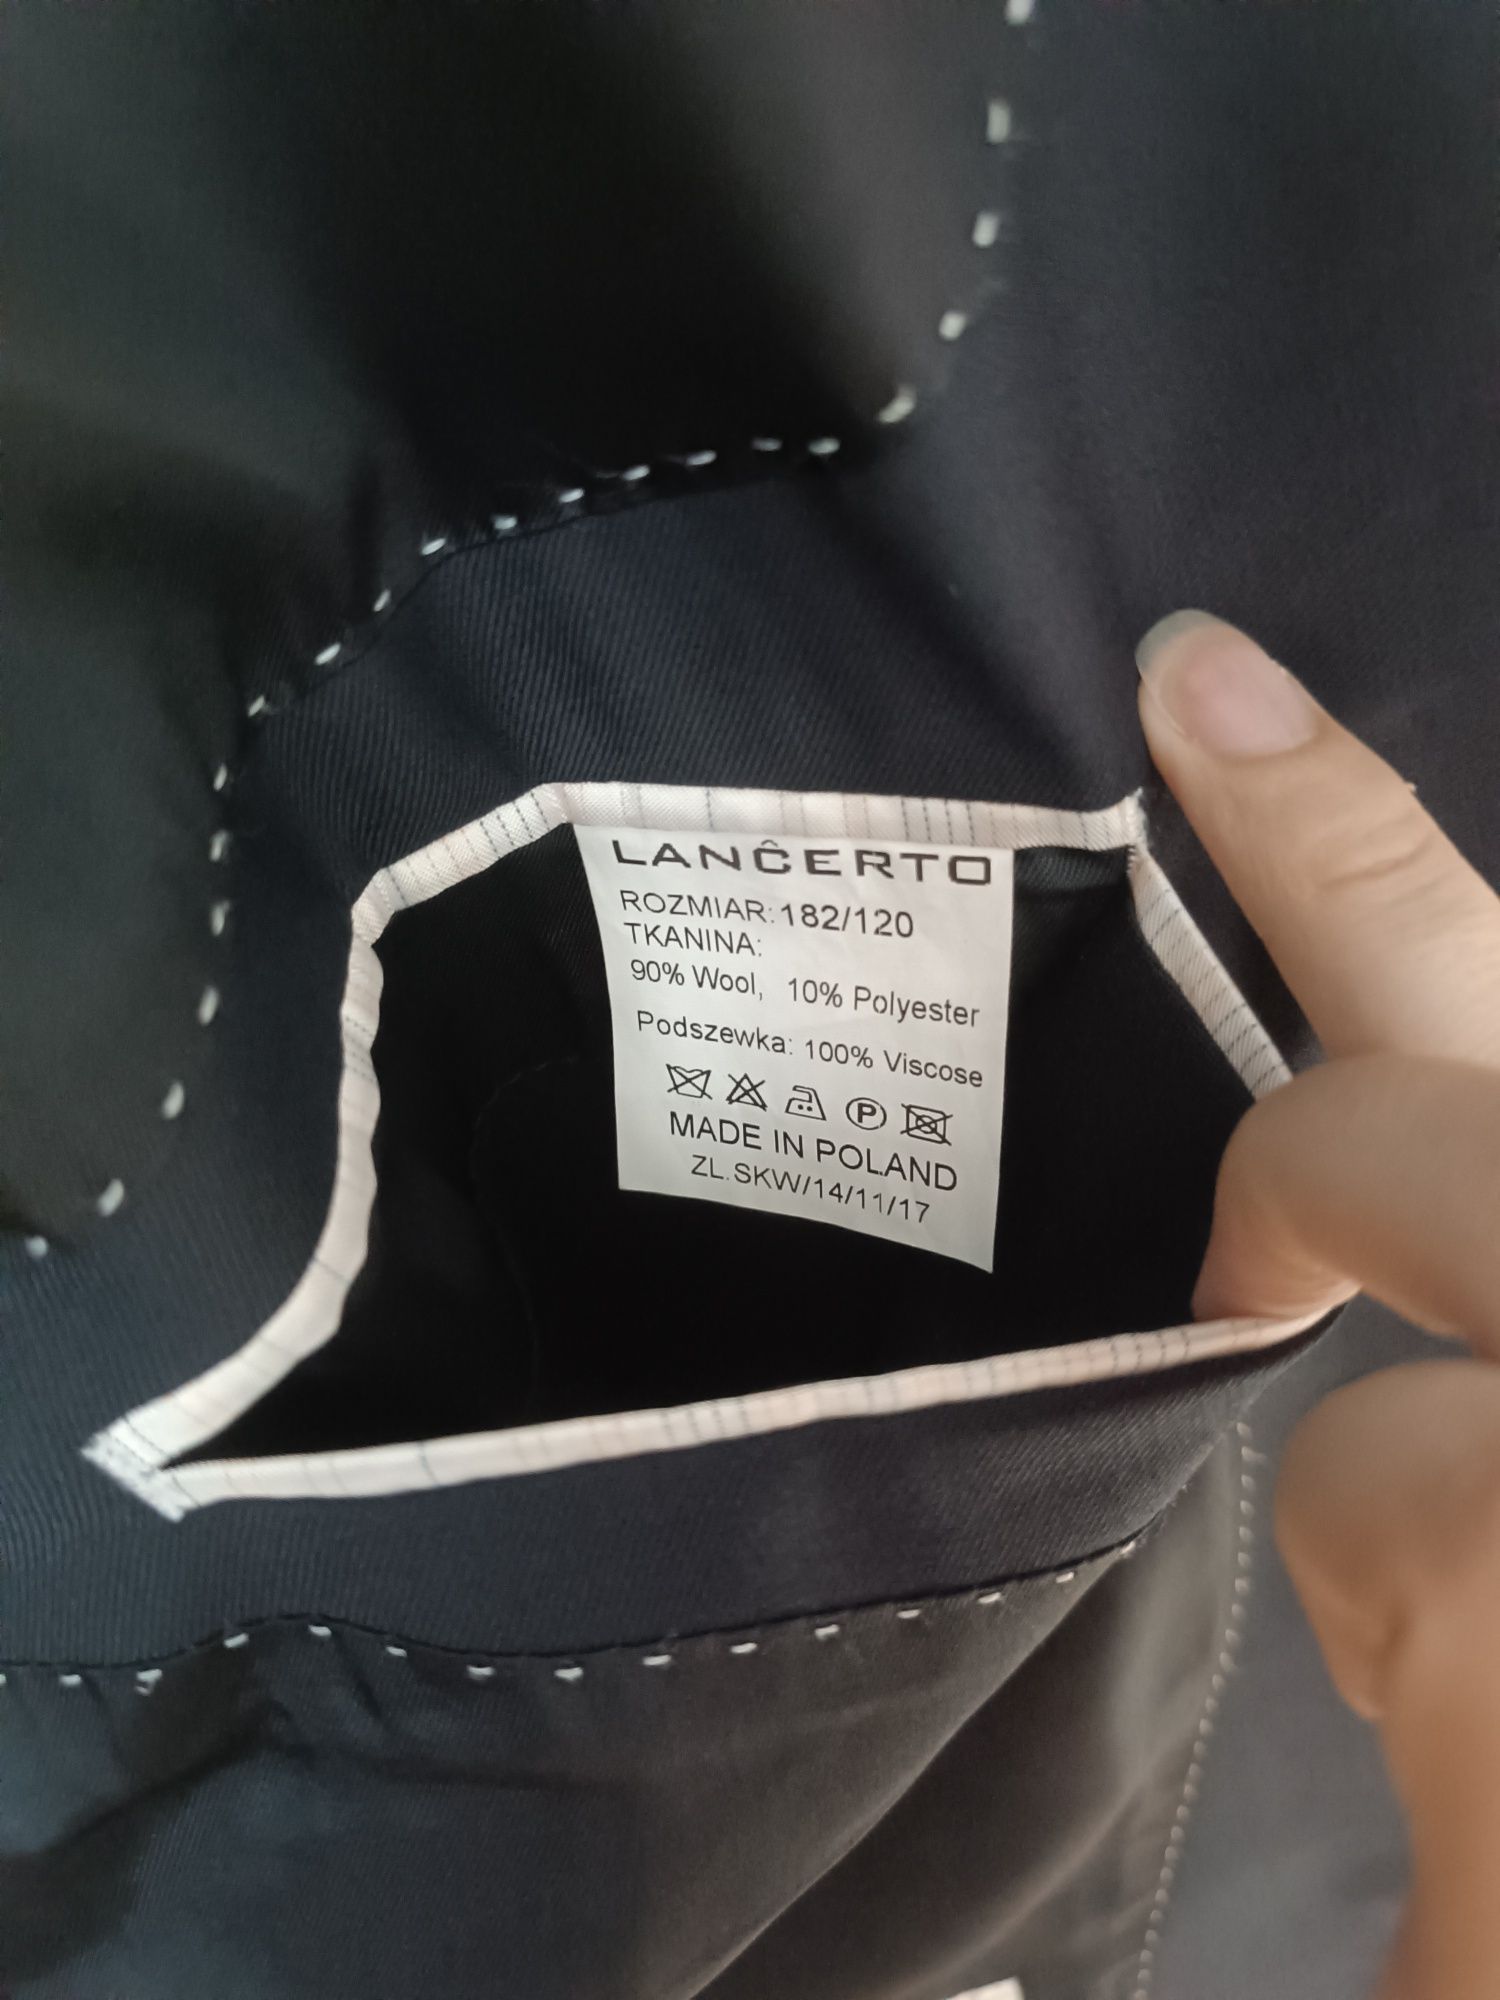 LANĈERTO
ROZMIAR: 182/120
TKANINA:
90% Wool, 10% Polyester
Podszewka: 100% Viscose
P
MADE IN POLAND
ZL.SKW/14/11/17